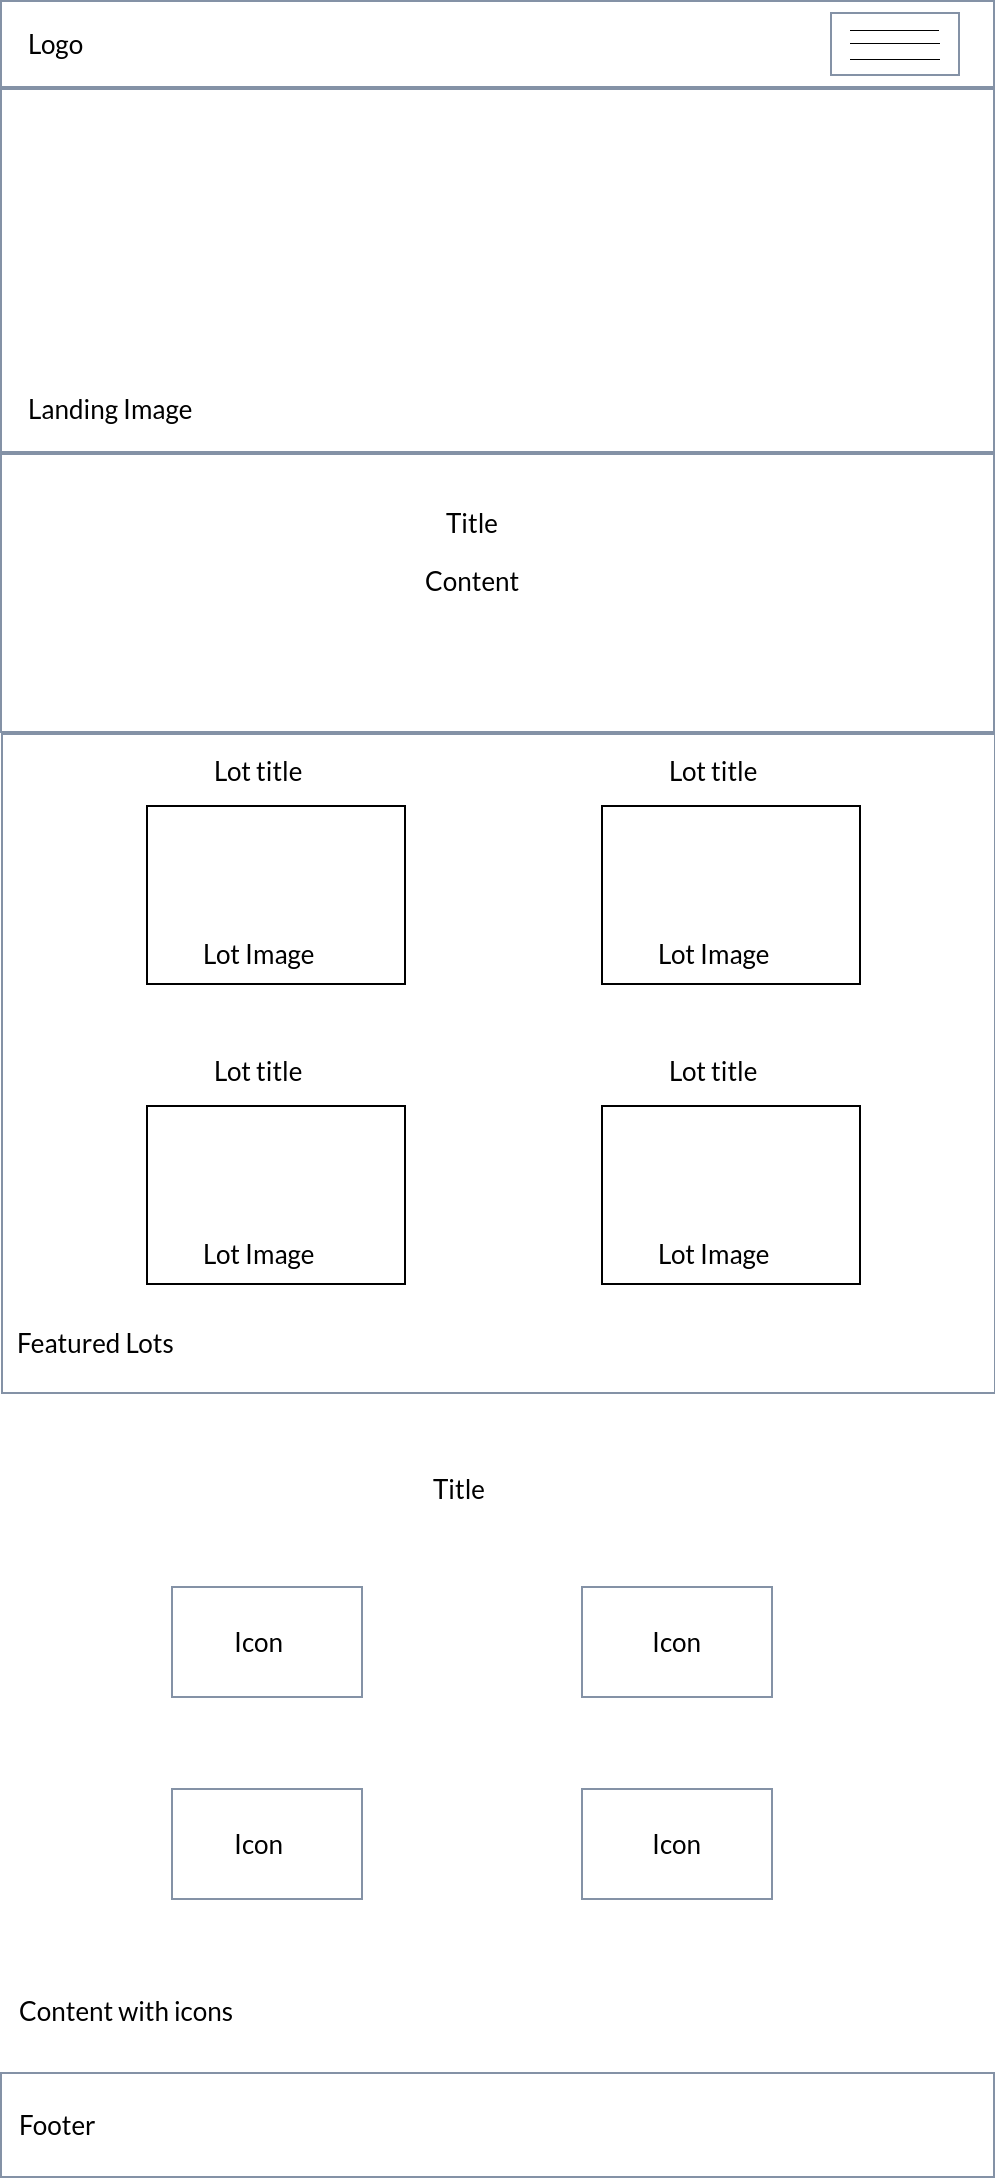 Logo
Landing Image
Title
Content
Lot title
Lot title
Lot Image
Lot Image
Lot title
Lot title
Lot Image
Lot Image
Featured Lots
Title
Icon
Icon
Icon
Icon
Content with icons
Footer